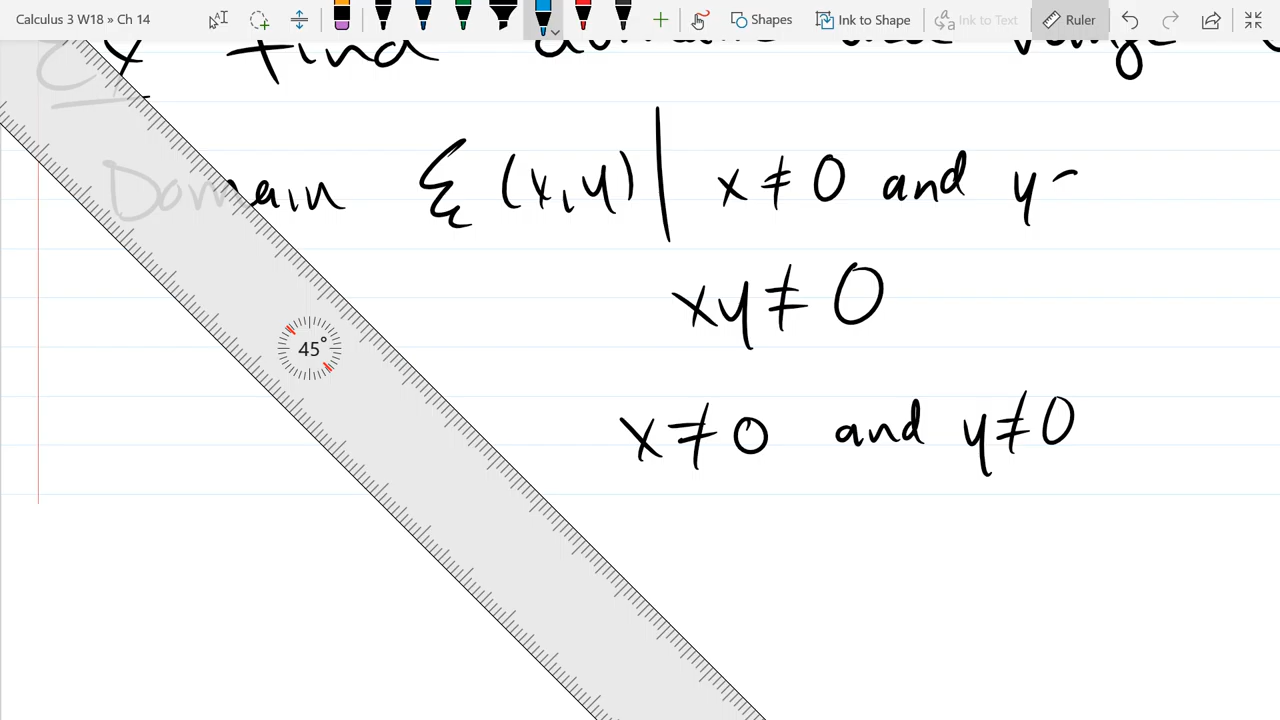 Calculus 3 W18 » Ch 14 Shapes Ink to Shape Ink to Text Ruler
Ex Find domain and range
Domain { (x,y) | x ≠ 0 and y -
xy ≠ 0
45°
x ≠ 0 and y ≠ 0